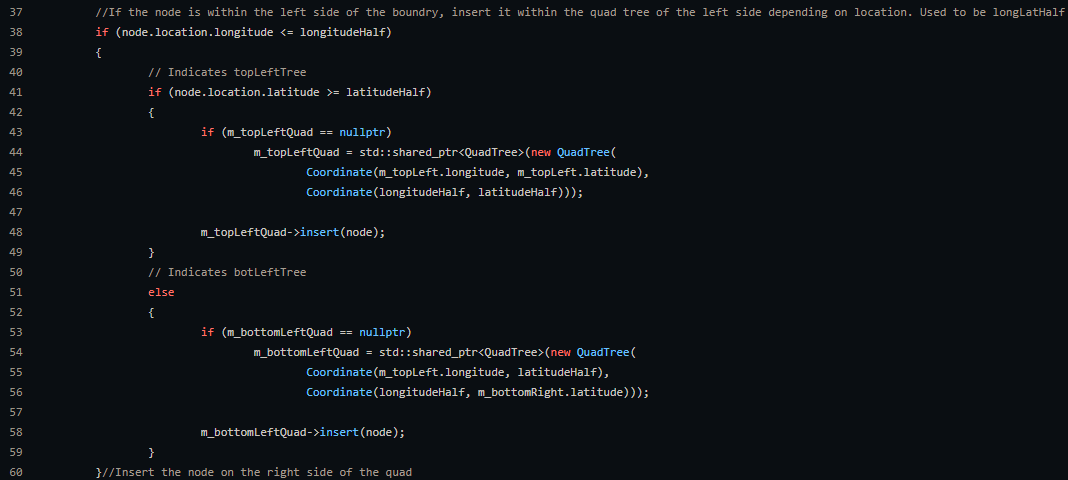 37 //If the node is within the left side of the boundry, insert it within the quad tree of the left side depending on location. Used to be longLatHalf
38 if (node.location.longitude <= longitudeHalf)
39 {
40 // Indicates topLeftTree
41 if (node.location.latitude >= latitudeHalf)
42 {
43 if (m_topLeftQuad == nullptr)
44 m_topLeftQuad = std::shared_ptr<QuadTree>(new QuadTree(
45 Coordinate(m_topLeft.longitude, m_topLeft.latitude),
46 Coordinate(longitudeHalf, latitudeHalf)));
47
48 m_topLeftQuad->insert(node);
49 }
50 // Indicates botLeftTree
51 else
52 {
53 if (m_bottomLeftQuad == nullptr)
54 m_bottomLeftQuad = std::shared_ptr<QuadTree>(new QuadTree(
55 Coordinate(m_topLeft.longitude, latitudeHalf),
56 Coordinate(longitudeHalf, m_bottomRight.latitude)));
57
58 m_bottomLeftQuad->insert(node);
59 }
60 }//Insert the node on the right side of the quad